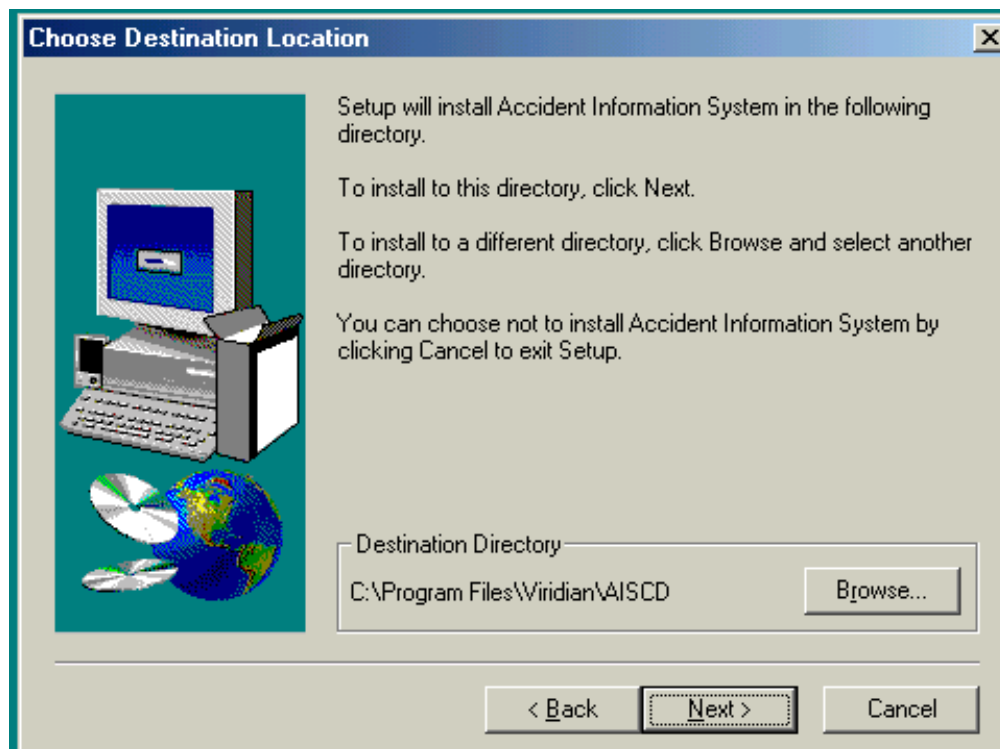 Choose Destination Location
Setup will install Accident Information System in the following
directory.
To install to this directory, click Next.
To install to a different directory, click Browse and select another
directory.
You can choose not to install Accident Information System by
clicking Cancel to exit Setup.
Destination Directory
C:\Program Files\Viridian\AISCD
Browse...
< Back
Next >
Cancel